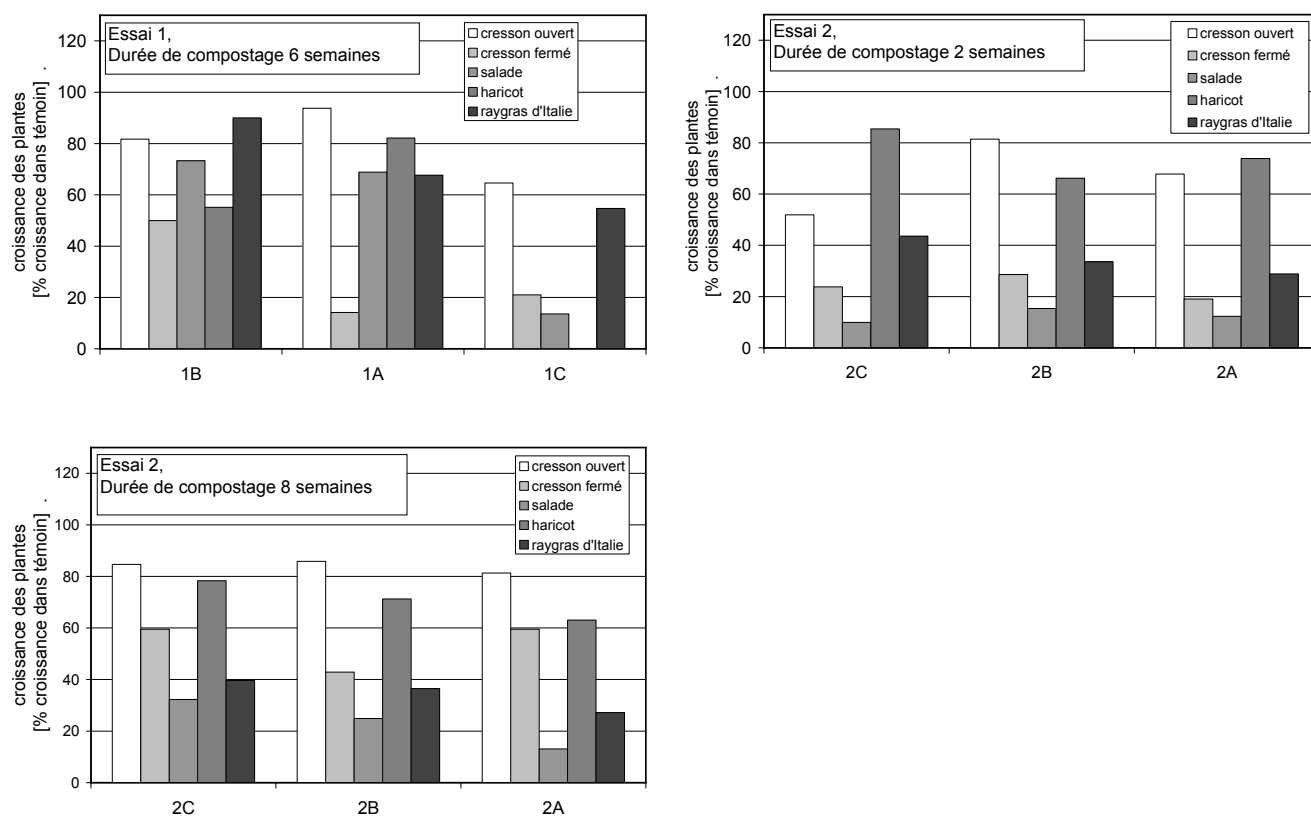 Essai 1,
Durée de compostage 6 semaines
cresson ouvert
cresson fermé
salade
haricot
raygras d'Italie
croissance des plantes
[% croissance dans témoin] .
120
100
80
60
40
20
0
1B 1A 1C
Essai 2,
Durée de compostage 2 semaines
cresson ouvert
cresson fermé
salade
haricot
raygras d'Italie
croissance des plantes
[% croissance dans témoin] .
120
100
80
60
40
20
0
2C 2B 2A
Essai 2,
Durée de compostage 8 semaines
cresson ouvert
cresson fermé
salade
haricot
raygras d'Italie
croissance des plantes
[% croissance dans témoin] .
120
100
80
60
40
20
0
2C 2B 2A